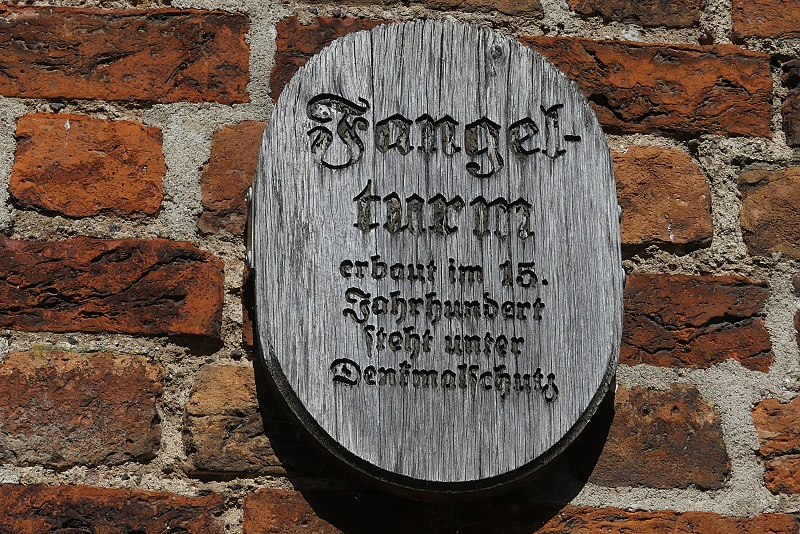 Fangel-
turm
erbaut im 15.
Jahrhundert
steht unter
Denkmalschutz